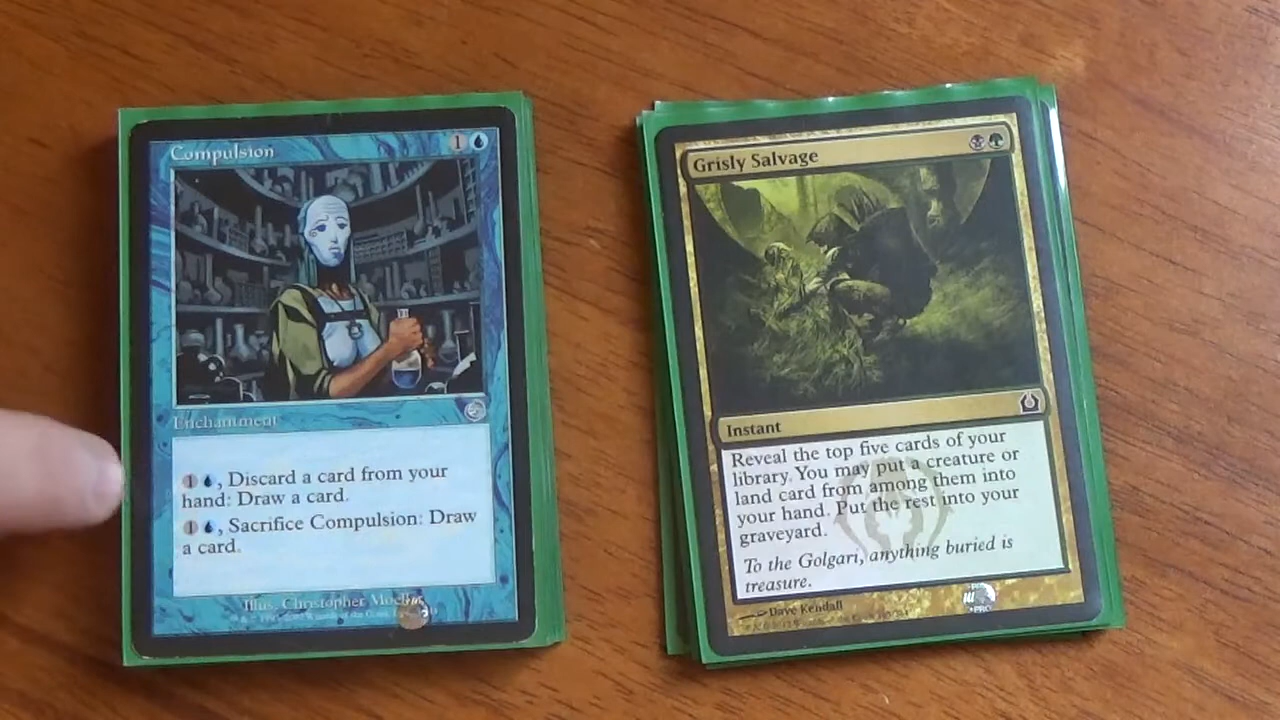 Compulsion
1
Enchantment
1 , Discard a card from your
hand: Draw a card.
1 , Sacrifice Compulsion: Draw
a card.
Illus. Christopher
Grisly Salvage
Instant
Reveal the top five cards of your
library. You may put a creature or
land card from among them into
your hand. Put the rest into your
graveyard.
To the Golgari, anything buried is
treasure.
Dave Kendall
PRO